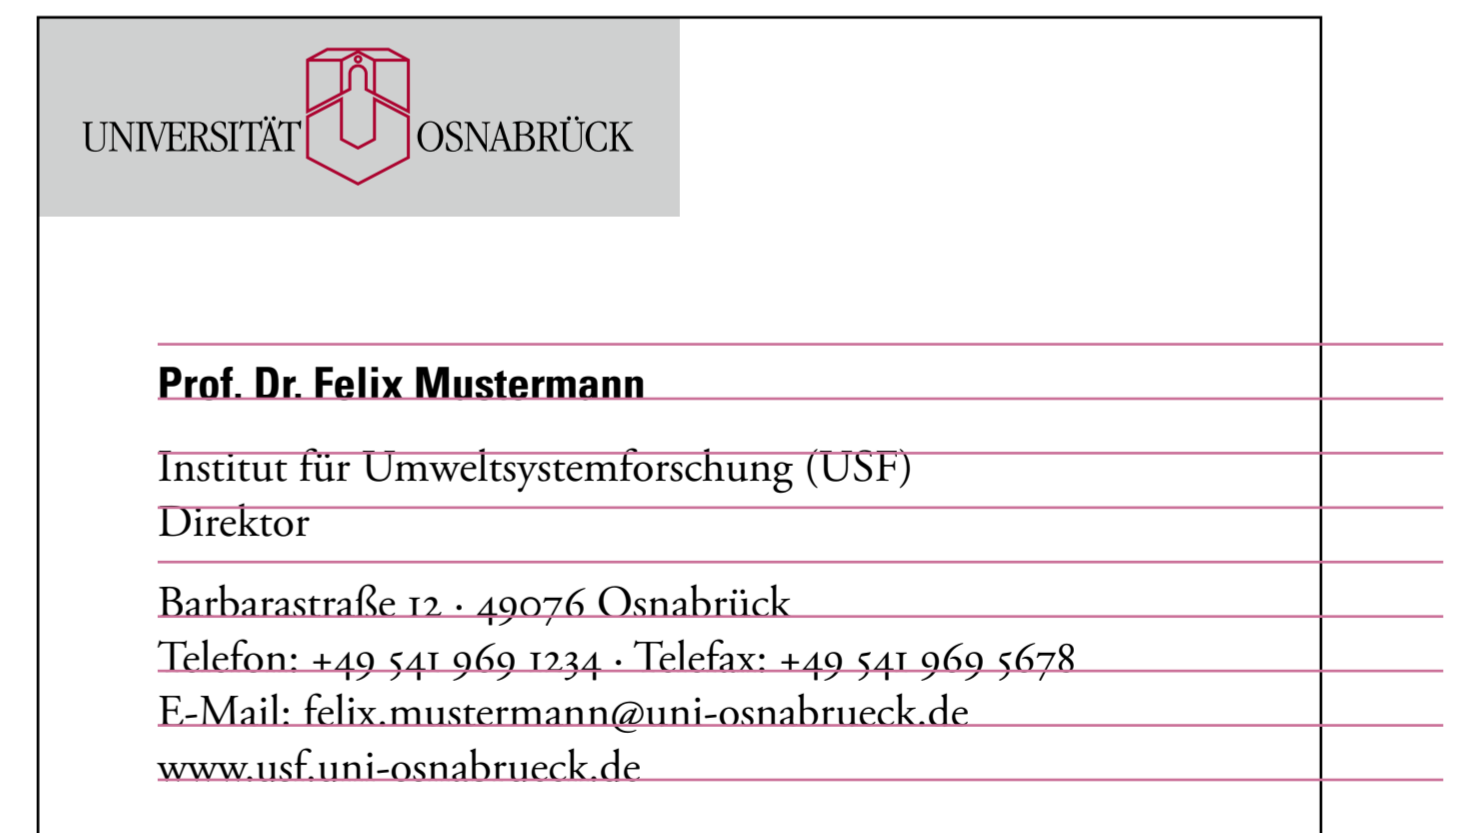 UNIVERSITÄT OSNABRÜCK
Prof. Dr. Felix Mustermann
Institut für Umweltsystemforschung (USF)
Direktor
Barbarastraße 12 · 49076 Osnabrück
Telefon: +49 541 969 1234 · Telefax: +49 541 969 5678
E-Mail: felix.mustermann@uni-osnabrueck.de
www.usf.uni-osnabrueck.de